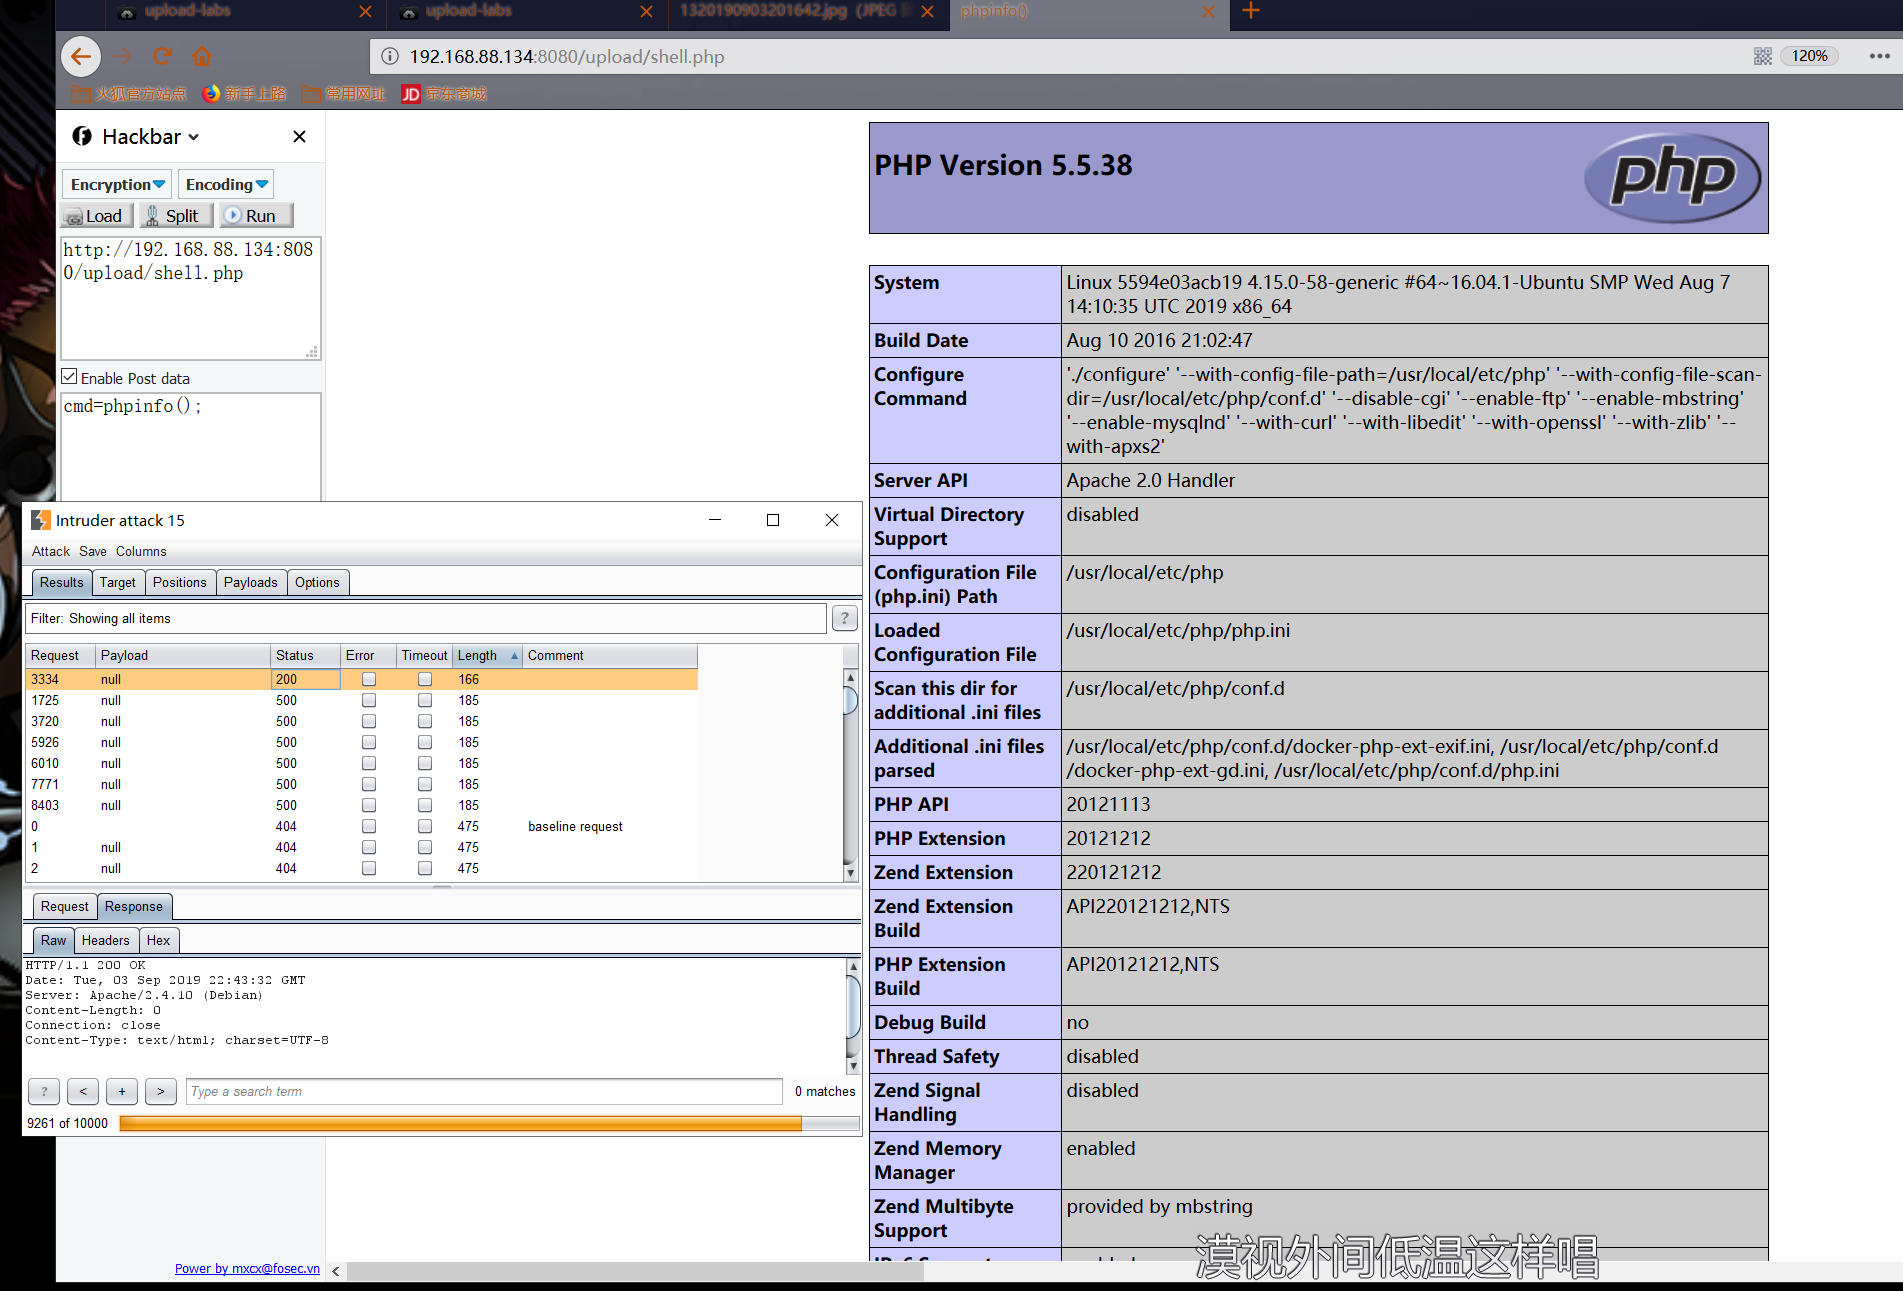 upload-labs
upload-labs
1320190903201642.jpg (JPEG
phpinfo()
192.168.88.134:8080/upload/shell.php
120%
火狐官方站点 新手上路 常用网址 JD 京东商城
Hackbar
Encryption Encoding
Load Split Run
http://192.168.88.134:808
0/upload/shell.php
Enable Post data
cmd=phpinfo();
Intruder attack 15
Attack Save Columns
Results Target Positions Payloads Options
Filter: Showing all items
?
Request Payload Status Error Timeout Length Comment
3334 null 200 166
1725 null 500 185
3720 null 500 185
5926 null 500 185
6010 null 500 185
7771 null 500 185
8403 null 500 185
0 404 475 baseline request
1 null 404 475
2 null 404 475
Request Response
Raw Headers Hex
HTTP/1.1 200 OK
Date: Tue, 03 Sep 2019 22:43:32 GMT
Server: Apache/2.4.10 (Debian)
Content-Length: 0
Connection: close
Content-Type: text/html; charset=UTF-8
? < + > Type a search term 0 matches
9261 of 10000
Power by mxcx@fosec.vn
PHP Version 5.5.38
php
System Linux 5594e03acb19 4.15.0-58-generic #64~16.04.1-Ubuntu SMP Wed Aug 7
14:10:35 UTC 2019 x86_64
Build Date Aug 10 2016 21:02:47
Configure './configure' '--with-config-file-path=/usr/local/etc/php' '--with-config-file-scan-
Command dir=/usr/local/etc/php/conf.d' '--disable-cgi' '--enable-ftp' '--enable-mbstring'
'--enable-mysqlnd' '--with-curl' '--with-libedit' '--with-openssl' '--with-zlib' '--
with-apxs2'
Server API Apache 2.0 Handler
Virtual Directory disabled
Support
Configuration File /usr/local/etc/php
(php.ini) Path
Loaded /usr/local/etc/php/php.ini
Configuration File
Scan this dir for /usr/local/etc/php/conf.d
additional .ini files
Additional .ini files /usr/local/etc/php/conf.d/docker-php-ext-exif.ini, /usr/local/etc/php/conf.d
parsed /docker-php-ext-gd.ini, /usr/local/etc/php/conf.d/php.ini
PHP API 20121113
PHP Extension 20121212
Zend Extension 220121212
Zend Extension API220121212,NTS
Build
PHP Extension API20121212,NTS
Build
Debug Build no
Thread Safety disabled
Zend Signal disabled
Handling
Zend Memory enabled
Manager
Zend Multibyte provided by mbstring
Support
漠视外间低温这样唱